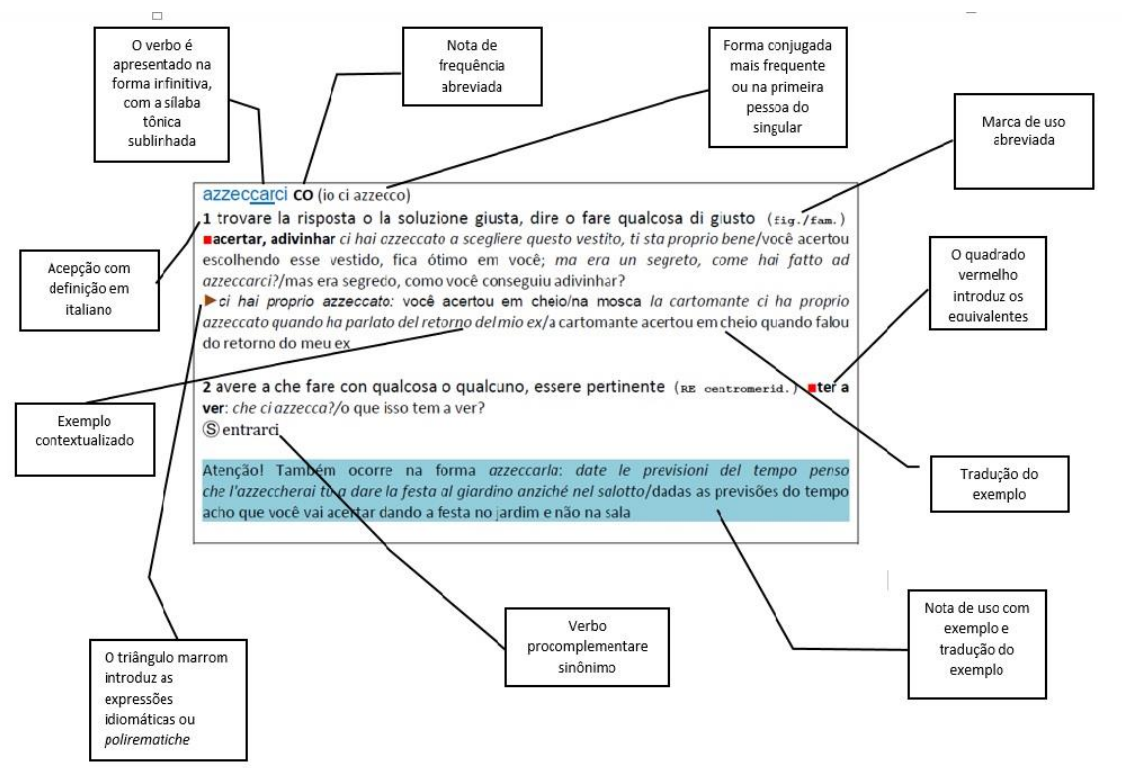 O verbo é
apresentado na
forma infinitiva,
com a sílaba
tônica
sublinhada
Nota de
frequência
abreviada
Forma conjugada
mais frequente
ou na primeira
pessoa do
singular
Marca de uso
abreviada
azzeccarci CO (io ci azzecco)
1 trovare la risposta o la soluzione giusta, dire o fare qualcosa di giusto (fig./fam.)
■acertar, adivinhar ci hai azzeccato a scegliere questo vestito, ti sta proprio bene/você acertou
escolhendo esse vestido, fica ótimo em você; ma era un segreto, come hai fatto ad
azzeccarci?/mas era segredo, como você conseguiu adivinhar?
►ci hai proprio azzeccato: você acertou em cheio/na mosca la cartomante ci ha proprio
azzeccato quando ha parlato del retorno del mio ex/a cartomante acertou em cheio quando falou
do retorno do meu ex
2 avere a che fare con qualcosa o qualcuno, essere pertinente (RE centromerid.) ■ter a
ver: che ci azzecca?/o que isso tem a ver?
Ⓢ entrarci
Atenção! Também ocorre na forma azzeccarla: date le previsioni del tempo penso
che l'azzeccherai tu a dare la festa al giardino anziché nel salotto/dadas as previsões do tempo
acho que você vai acertar dando a festa no jardim e não na sala
Acepção com
definição em
italiano
O quadrado
vermelho
introduz os
equivalentes
Exemplo
contextualizado
Tradução do
exemplo
O triângulo marrom
introduz as
expressões
idiomáticas ou
polirematiche
Verbo
procomplementare
sinônimo
Nota de uso com
exemplo e
tradução do
exemplo